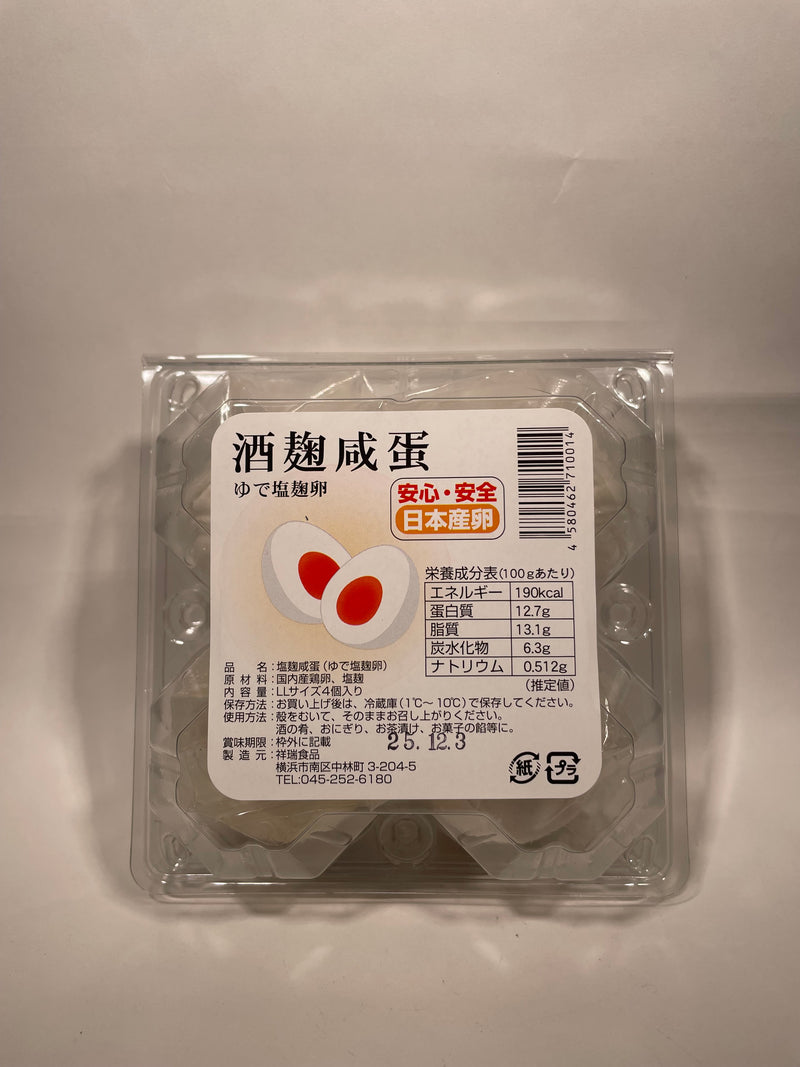 酒麹咸蛋
ゆで塩麹卵
安心・安全
日本産卵
4 580462 710014
栄養成分表(100gあたり)
エネルギー 190kcal
蛋白質 12.7g
脂質 13.1g
炭水化物 6.3g
ナトリウム 0.512g
(推定値)
品名:塩麹咸蛋(ゆで塩麹卵)
原材料:国内産鶏卵、塩麹
内容量:LLサイズ4個入り
保存方法:お買い上げ後は、冷蔵庫(1℃〜10℃)で保存してください。
使用方法:殻をむいて、そのままお召し上がりください。
酒の肴、おにぎり、お茶漬け、お菓子の餡等に。
賞味期限:枠外に記載
25.12.3
製造元:祥瑞食品
横浜市南区中林町3-204-5
TEL:045-252-6180
紙
プラ